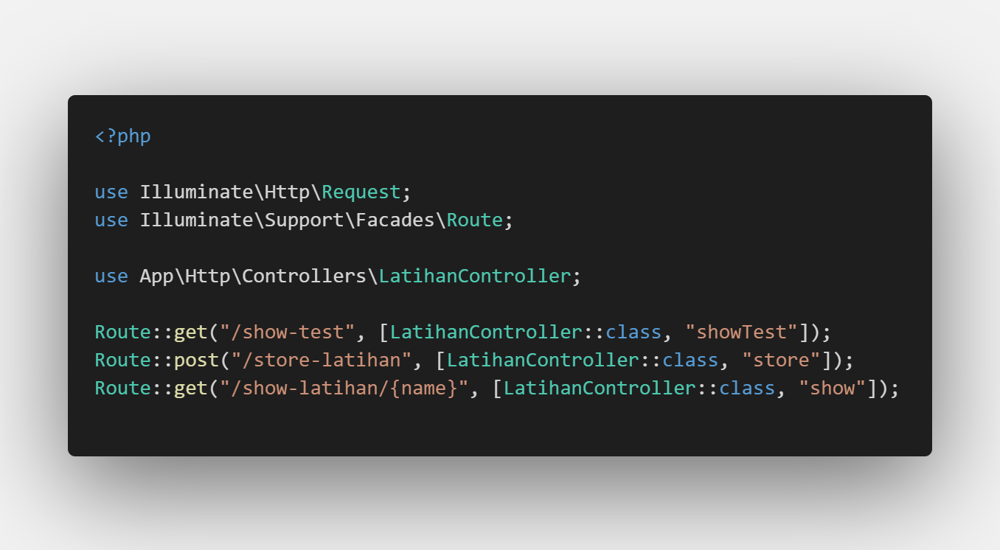 <?php
use Illuminate\Http\Request;
use Illuminate\Support\Facades\Route;
use App\Http\Controllers\LatihanController;
Route::get("/show-test", [LatihanController::class, "showTest"]);
Route::post("/store-latihan", [LatihanController::class, "store"]);
Route::get("/show-latihan/{name}", [LatihanController::class, "show"]);